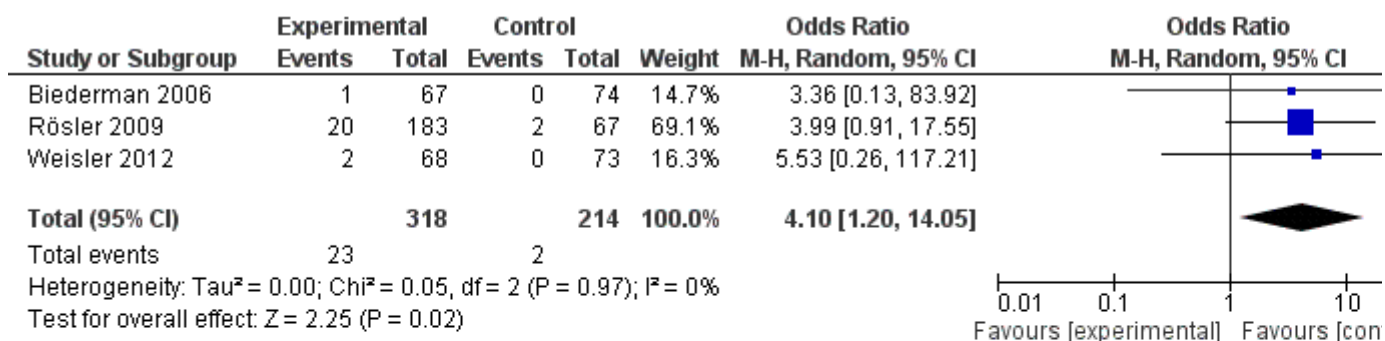 Experimental Control Odds Ratio Odds Ratio
Study or Subgroup Events Total Events Total Weight M-H, Random, 95% CI M-H, Random, 95% CI
Biederman 2006 1 67 0 74 14.7% 3.36 [0.13, 83.92]
Rösler 2009 20 183 2 67 69.1% 3.99 [0.91, 17.55]
Weisler 2012 2 68 0 73 16.3% 5.53 [0.26, 117.21]
Total (95% CI) 318 214 100.0% 4.10 [1.20, 14.05]
Total events 23 2
Heterogeneity: Tau² = 0.00; Chi² = 0.05, df = 2 (P = 0.97); I² = 0%
Test for overall effect: Z = 2.25 (P = 0.02)
0.01 0.1 1 10
Favours [experimental] Favours [con